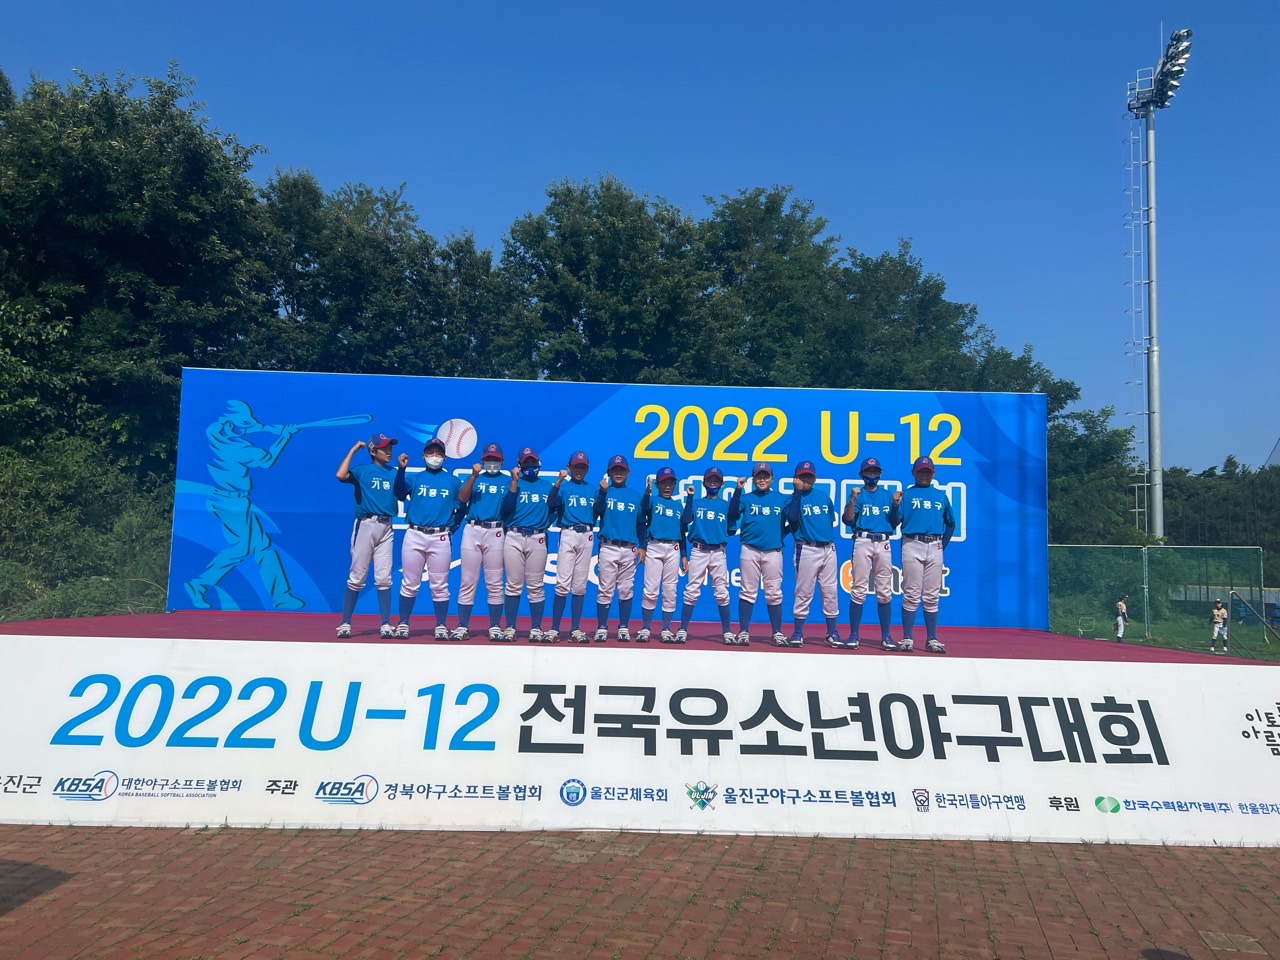 2022 U-12
기흥구
2022 U-12 전국유소년야구대회
KBSA 대한야구소프트볼협회 주관 KBSA 경북야구소프트볼협회 울진군체육회 ULJIN 울진군야구소프트볼협회 한국리틀야구연맹 후원 한국수력원자력(주)
KOREA BASEBALL SOFTBALL ASSOCIATION